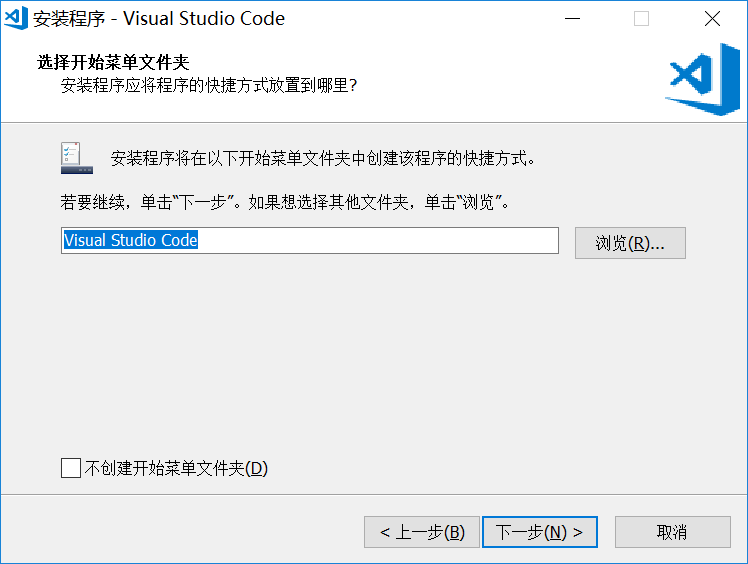 安装程序 - Visual Studio Code
选择开始菜单文件夹
安装程序应将程序的快捷方式放置到哪里?
安装程序将在以下开始菜单文件夹中创建该程序的快捷方式。
若要继续，单击“下一步”。如果想选择其他文件夹，单击“浏览”。
Visual Studio Code
浏览(R)...
不创建开始菜单文件夹(D)
< 上一步(B)
下一步(N) >
取消